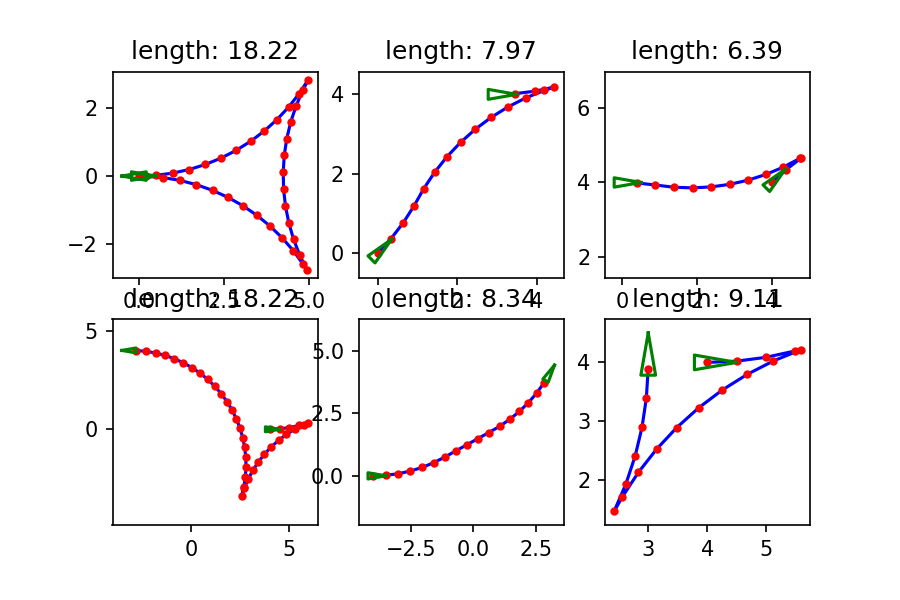 length: 18.22
length: 7.97
length: 6.39
2
0
−2
4
2
0
6
4
2
0.0 2.5 5.0
0 2 4
0 2 4
length: 18.22
length: 8.34
length: 9.11
5
0
5.0
2.5
0.0
4
3
2
0 5
−2.5 0.0 2.5
3 4 5